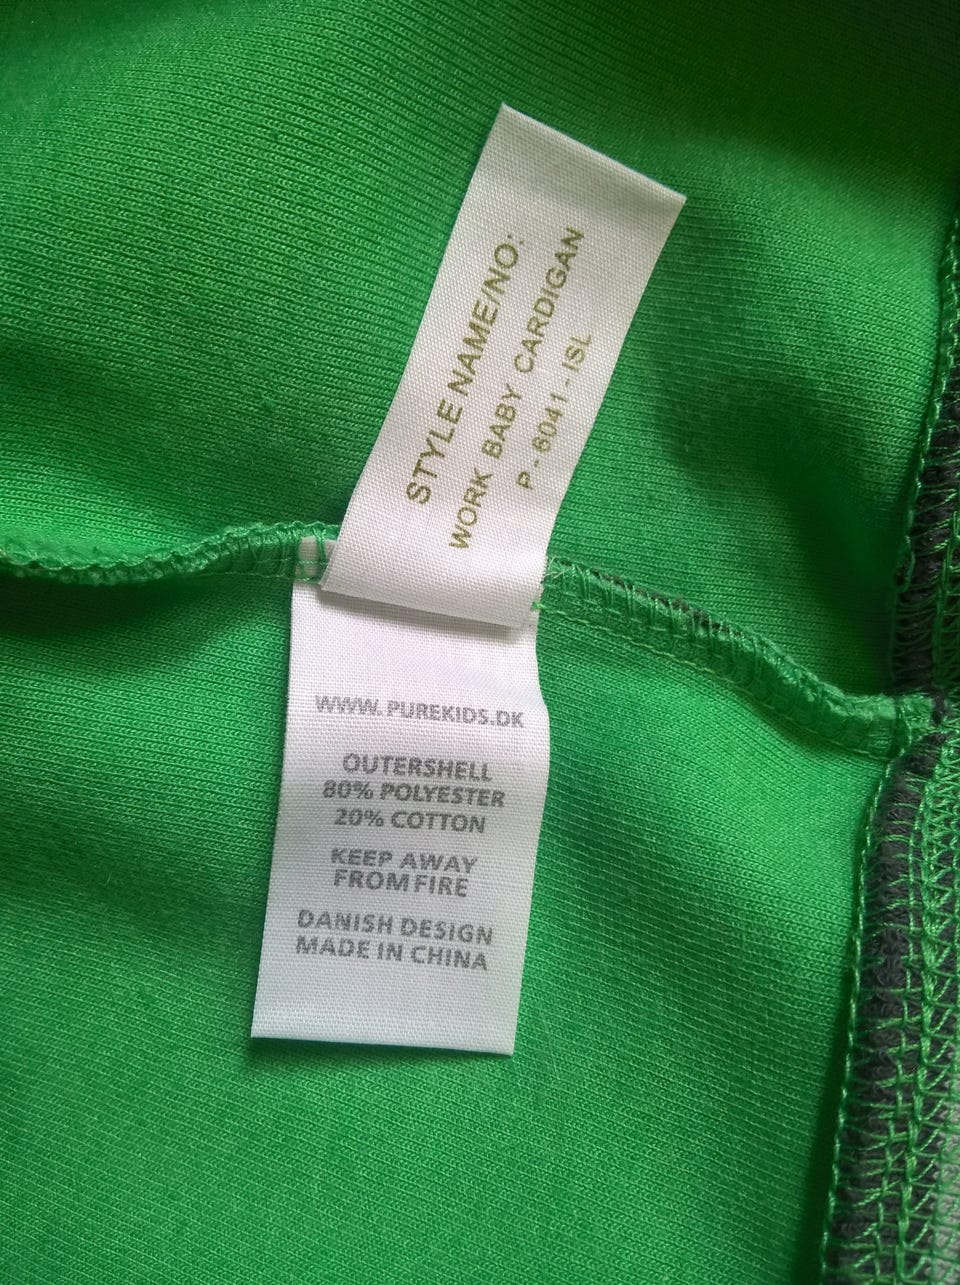 STYLE NAME/NO:
WORK BABY CARDIGAN
P - 6041 - ISL
WWW.PUREKIDS.DK
OUTERSHELL
80% POLYESTER
20% COTTON
KEEP AWAY
FROM FIRE
DANISH DESIGN
MADE IN CHINA